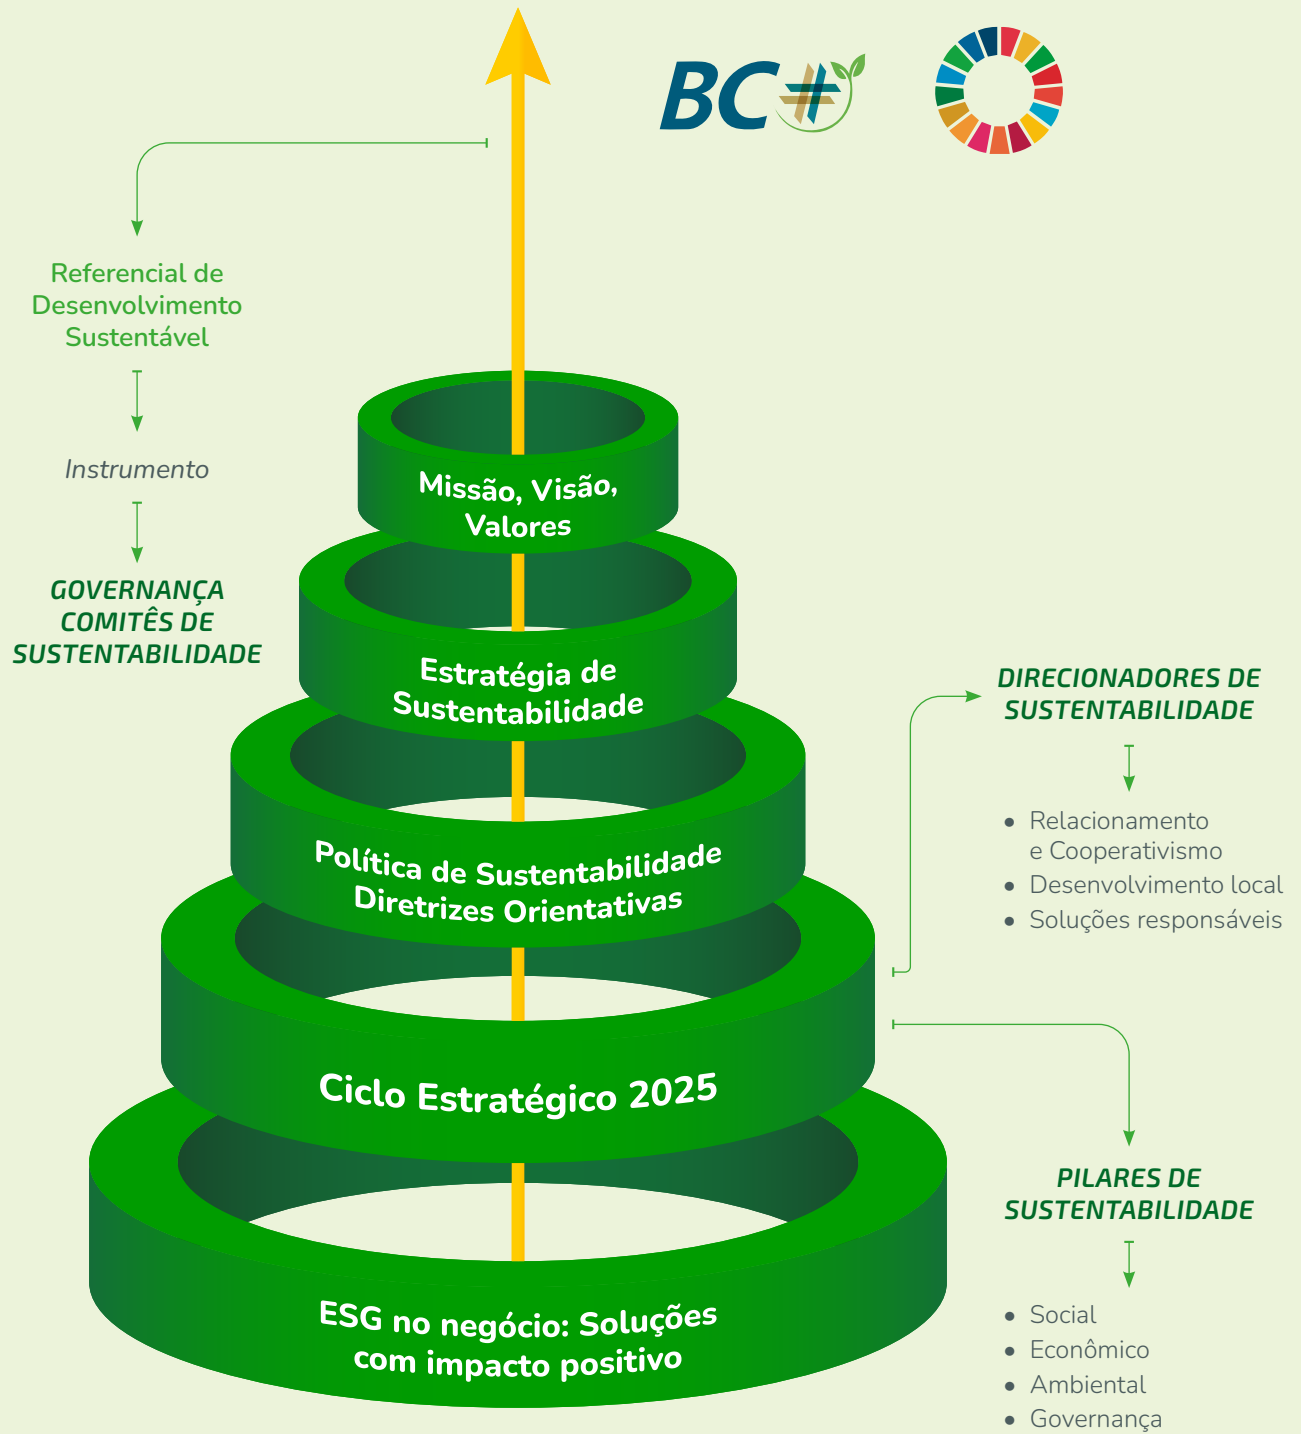 BC#
Referencial de
Desenvolvimento
Sustentável
Instrumento
GOVERNANÇA
COMITÊS DE
SUSTENTABILIDADE
Missão, Visão,
Valores
Estratégia de
Sustentabilidade
Política de Sustentabilidade
Diretrizes Orientativas
Ciclo Estratégico 2025
ESG no negócio: Soluções
com impacto positivo
DIRECIONADORES DE
SUSTENTABILIDADE
• Relacionamento
e Cooperativismo
• Desenvolvimento local
• Soluções responsáveis
PILARES DE
SUSTENTABILIDADE
• Social
• Econômico
• Ambiental
• Governança